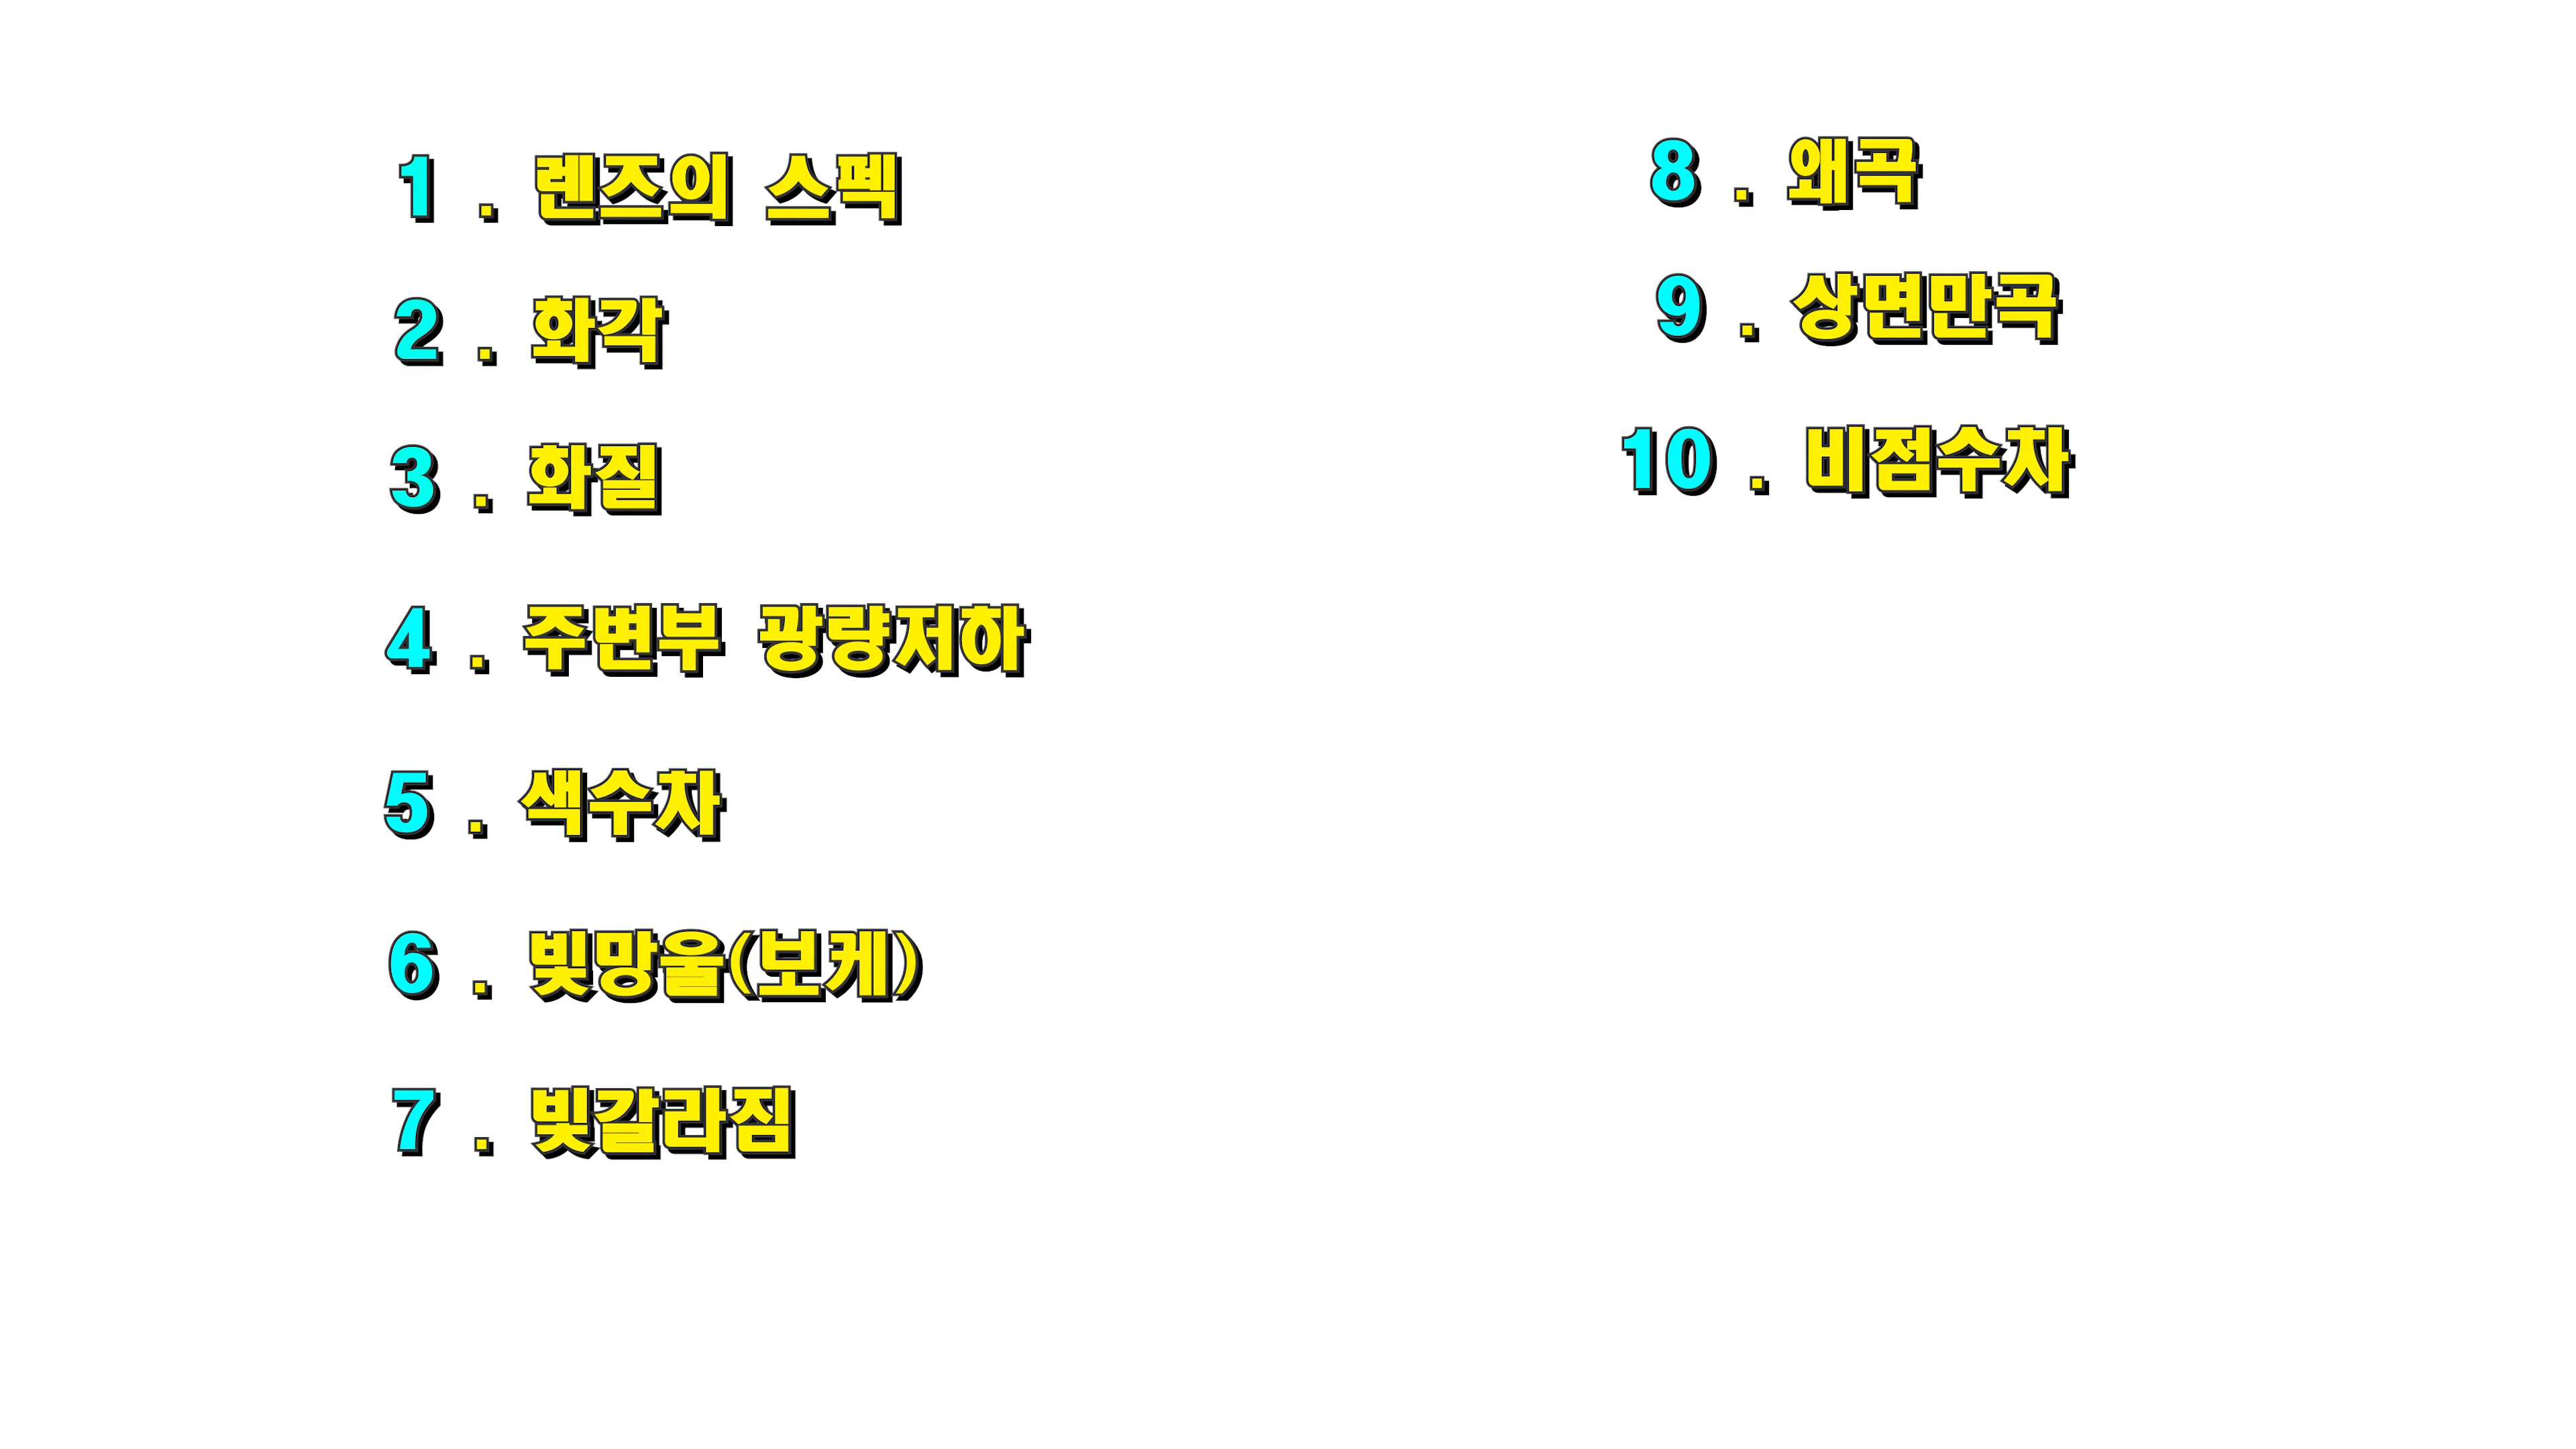 1 . 렌즈의 스펙
2 . 화각
3 . 화질
4 . 주변부 광량저하
5 . 색수차
6 . 빛망울(보케)
7 . 빛갈라짐
8 . 왜곡
9 . 상면만곡
10 . 비점수차